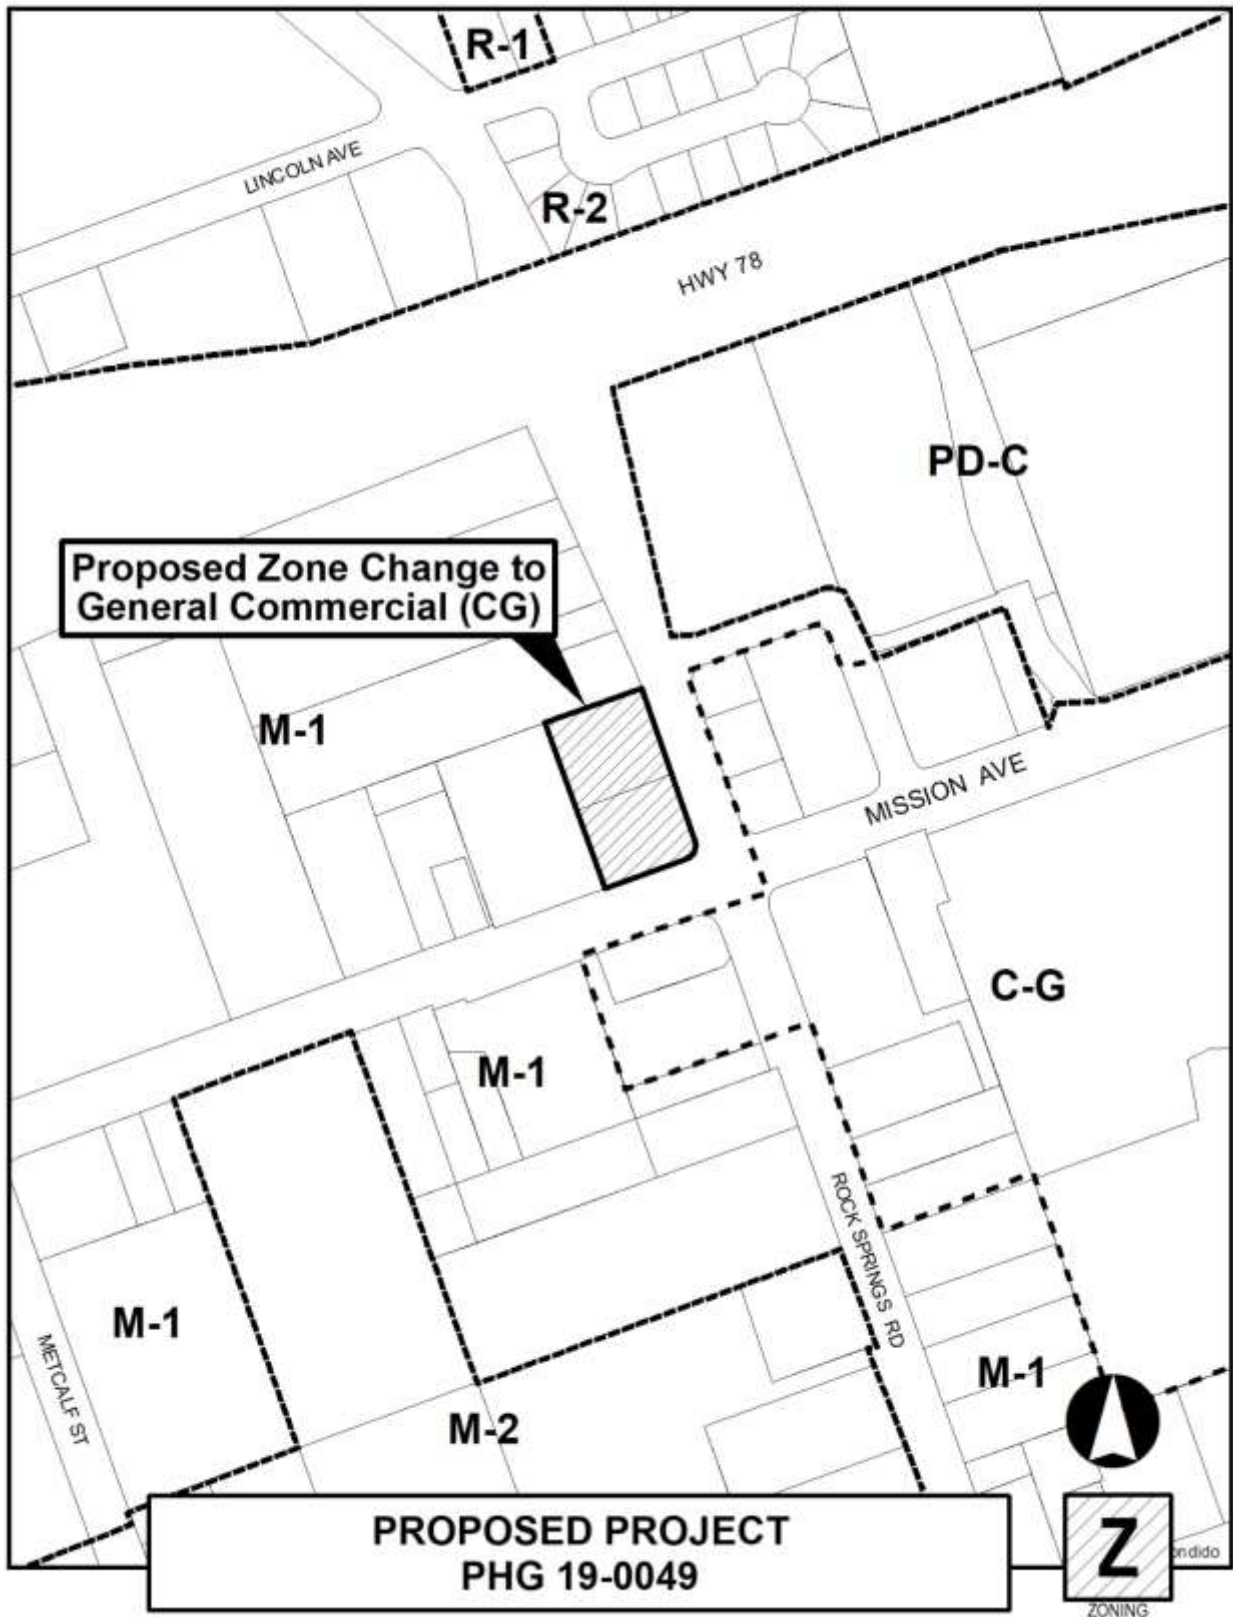 R-1
LINCOLN AVE
R-2
HWY 78
PD-C
Proposed Zone Change to
General Commercial (CG)
M-1
MISSION AVE
C-G
M-1
ROCK SPRINGS RD
M-1
METCALF ST
M-1
M-2
PROPOSED PROJECT
PHG 19-0049
Z
ndido
ZONING